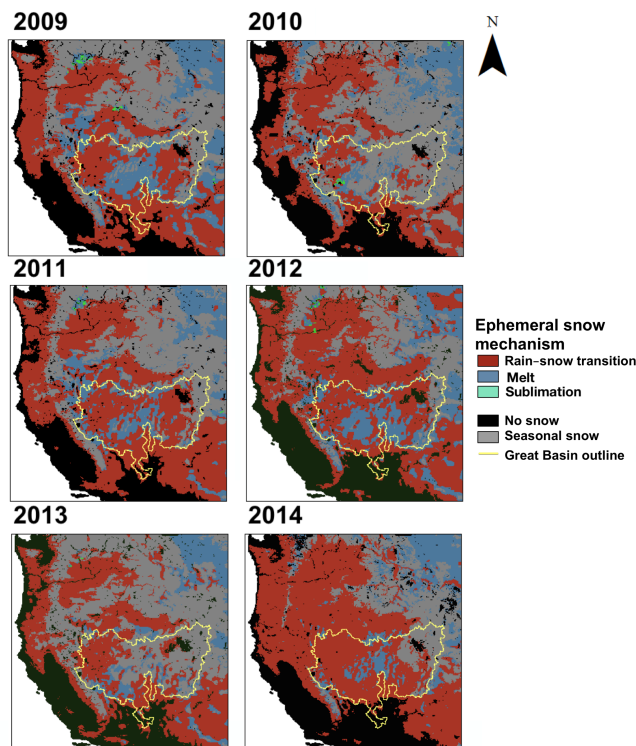 2009
2010
N
2011
2012
Ephemeral snow
mechanism
Rain–snow transition
Melt
Sublimation
No snow
Seasonal snow
Great Basin outline
2013
2014